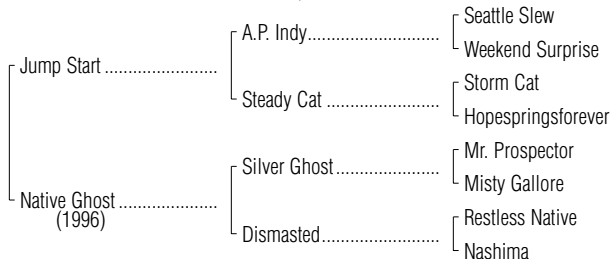 Seattle Slew
A.P. Indy
Weekend Surprise
Jump Start
Storm Cat
Steady Cat
Hopespringsforever
Mr. Prospector
Silver Ghost
Misty Gallore
Native Ghost
(1996)
Restless Native
Dismasted
Nashima